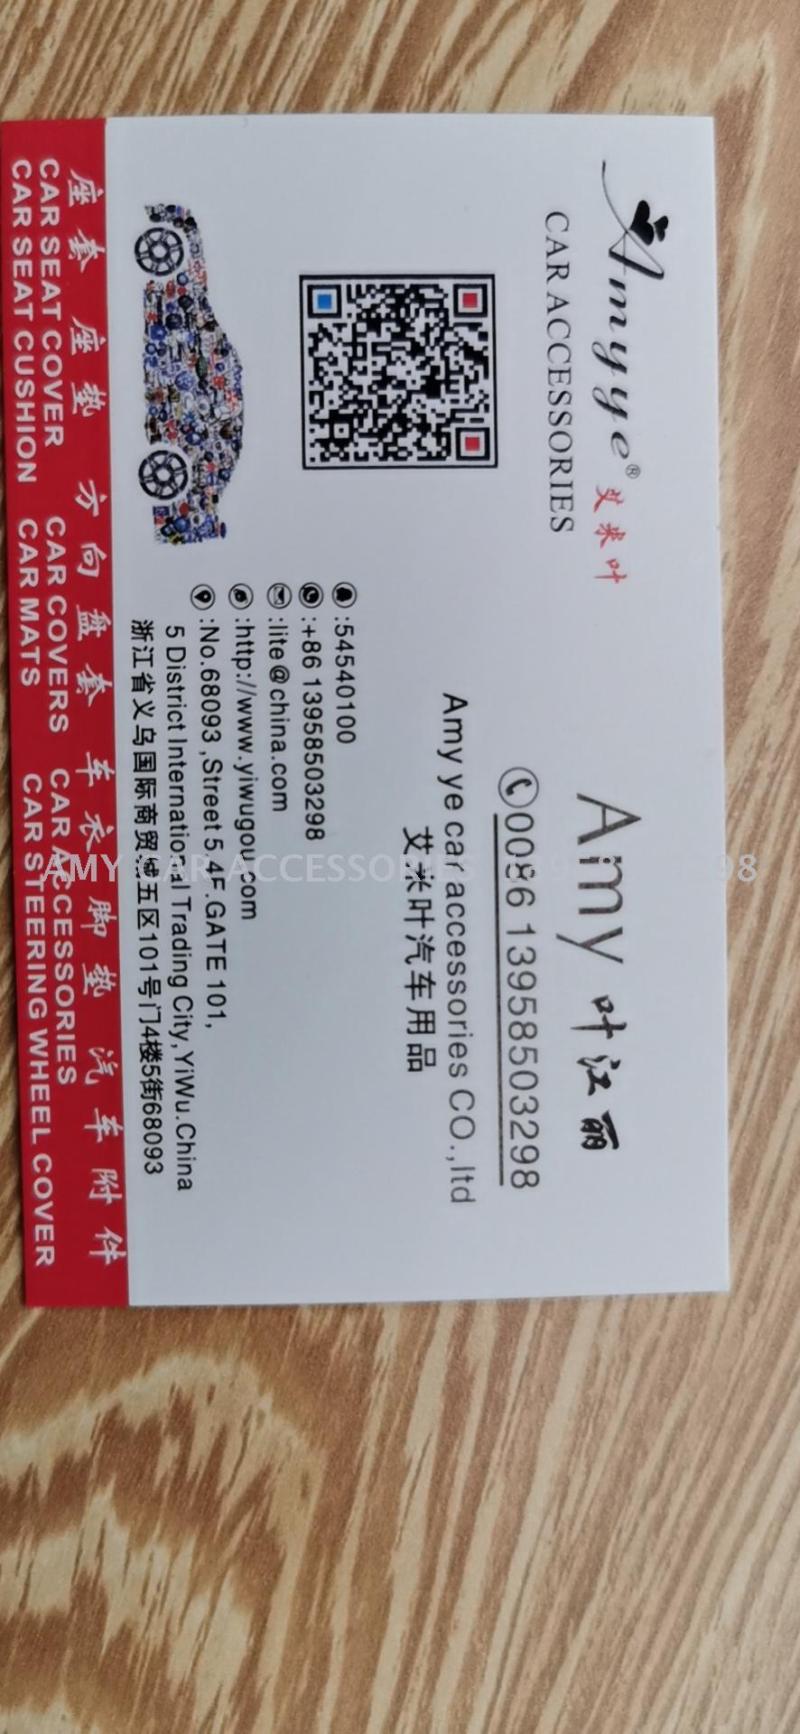 Amyye® 艾米叶
CAR ACCESSORIES
Amy 叶江丽
0086 13958503298
Amy ye car accessories CO.,ltd
艾米叶汽车用品
:54540100
:+86 13958503298
:lite@china.com
:http://www.yiwugou.com
:No.68093 ,Street 5 4F.GATE 101,
5 District International Trading City,YiWu.China
浙江省义乌国际商贸城五区101号门4楼5街68093
座套 座垫 方向盘套 车衣 脚垫 汽车附件
CAR SEAT COVER CAR COVERS CAR ACCESSORIES
CAR SEAT CUSHION CAR MATS CAR STEERING WHEEL COVER
AMY CAR ACCESSORIES